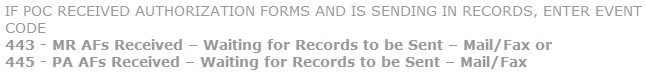 IF POC RECEIVED AUTHORIZATION FORMS AND IS SENDING IN RECORDS, ENTER EVENT
CODE
443 - MR AFs Received – Waiting for Records to be Sent – Mail/Fax or
445 - PA AFs Received – Waiting for Records to be Sent – Mail/Fax